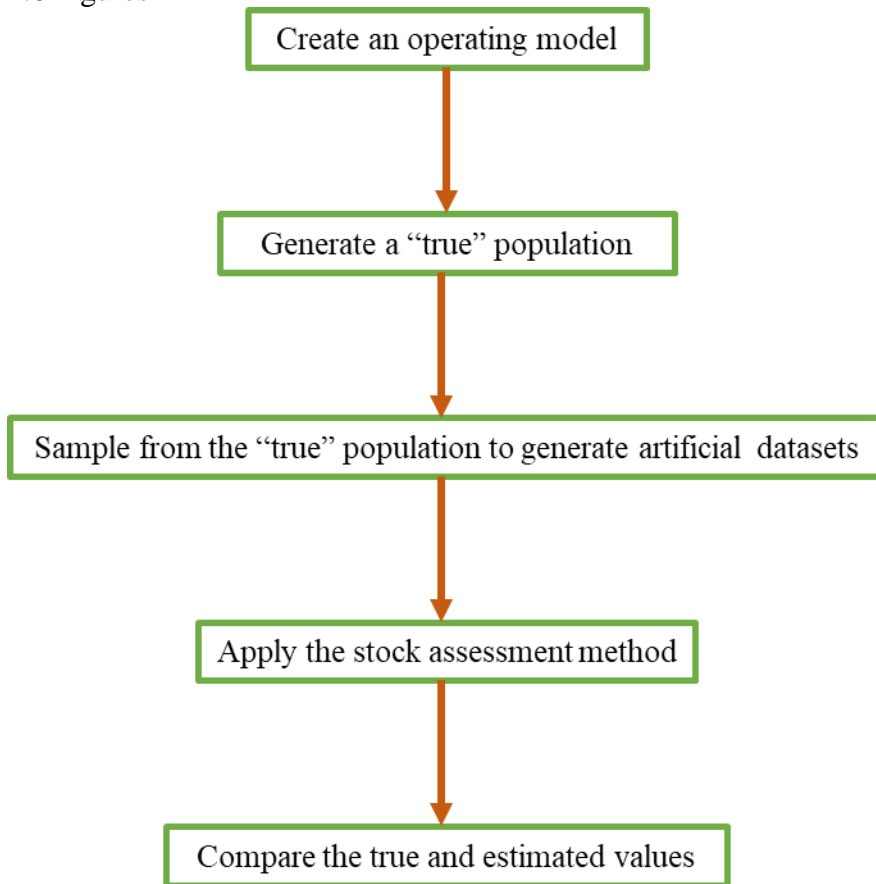 Create an operating model
Generate a “true” population
Sample from the “true” population to generate artificial datasets
Apply the stock assessment method
Compare the true and estimated values